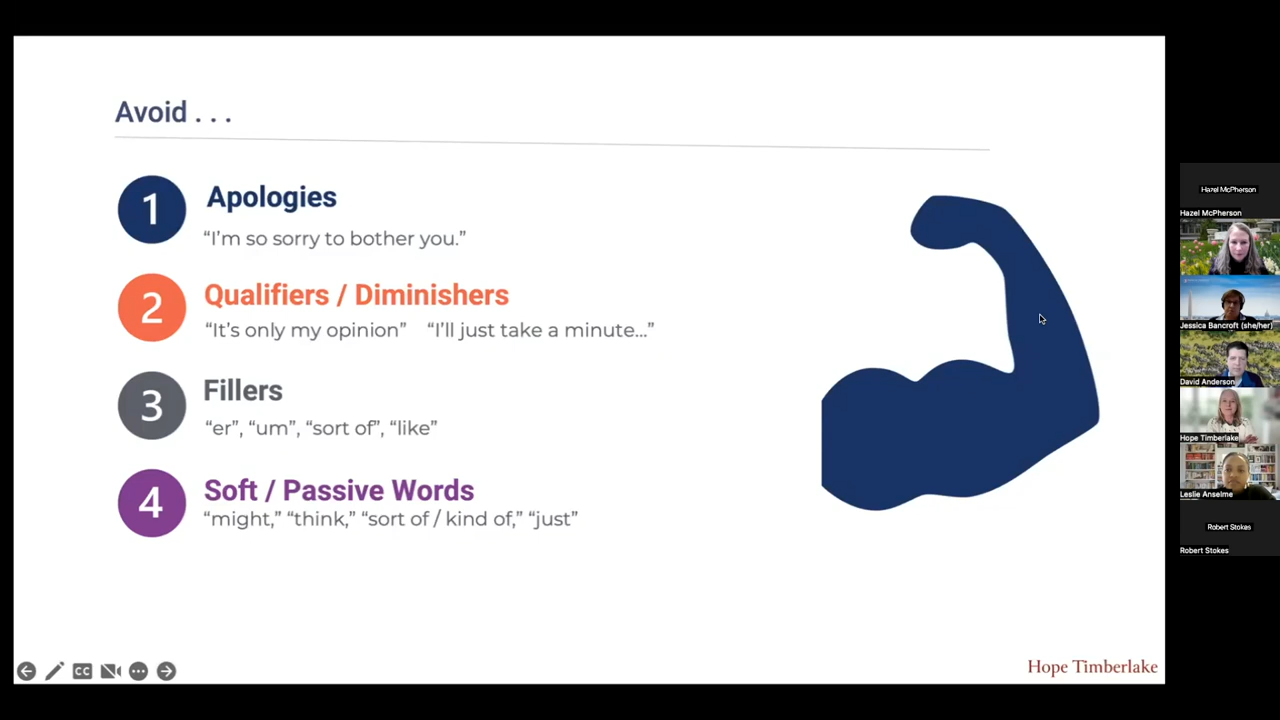 Avoid . . .
1
Apologies
“I’m so sorry to bother you.”
2
Qualifiers / Diminishers
“It’s only my opinion” “I’ll just take a minute...”
3
Fillers
“er”, “um”, “sort of”, “like”
4
Soft / Passive Words
“might,” “think,” “sort of / kind of,” “just”
CC
Hope Timberlake
Hazel McPherson
Hazel McPherson
Jessica Bancroft (she/her)
David Anderson
Hope Timberlake
Leslie Anselme
Robert Stokes
Robert Stokes